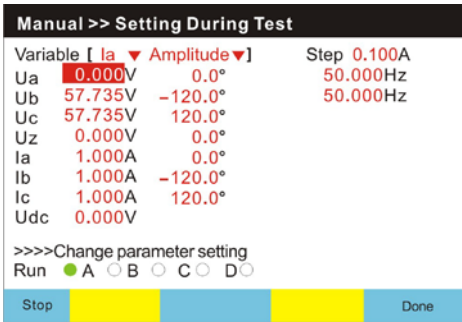 Manual >> Setting During Test
Variable [ Ia ▼ Amplitude▼] Step 0.100A
Ua 0.000V 0.0° 50.000Hz
Ub 57.735V −120.0° 50.000Hz
Uc 57.735V 120.0°
Uz 0.000V 0.0°
Ia 1.000A 0.0°
Ib 1.000A −120.0°
Ic 1.000A 120.0°
Udc 0.000V
>>>>Change parameter setting
Run A B C D
Stop Done